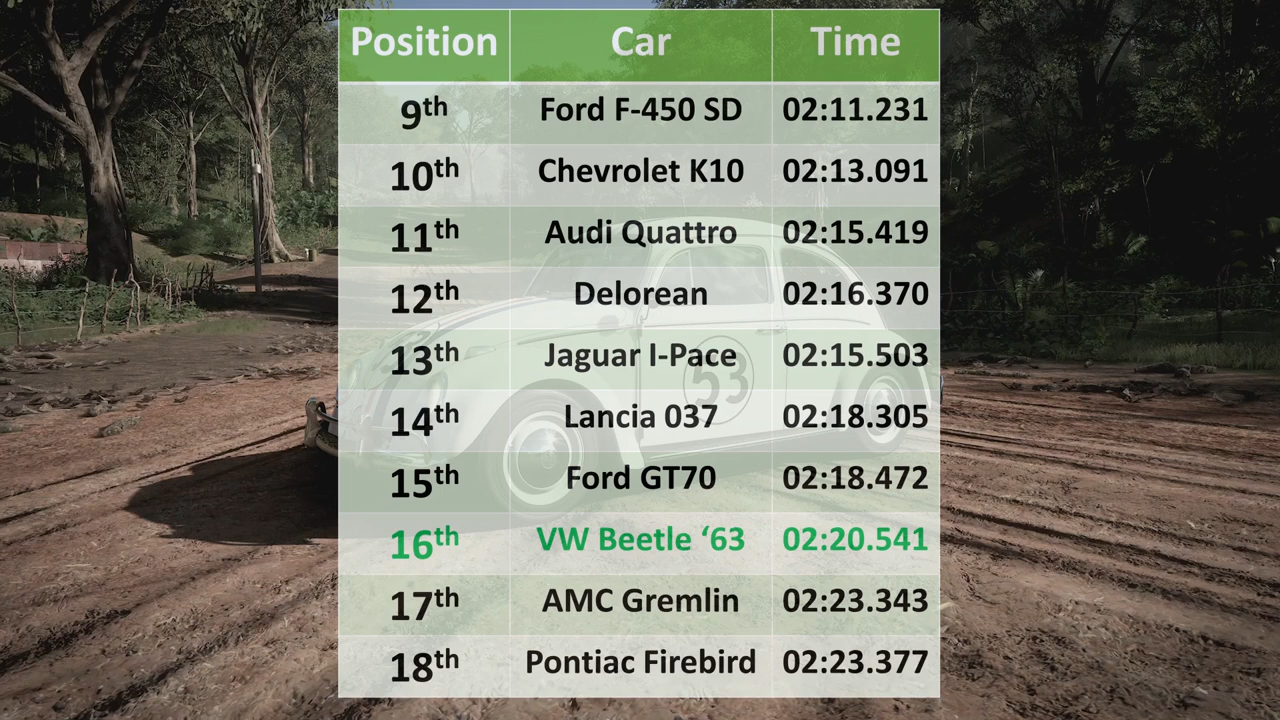 Position Car Time
9th Ford F-450 SD 02:11.231
10th Chevrolet K10 02:13.091
11th Audi Quattro 02:15.419
12th Delorean 02:16.370
13th Jaguar I-Pace 02:15.503
14th Lancia 037 02:18.305
15th Ford GT70 02:18.472
16th VW Beetle ‘63 02:20.541
17th AMC Gremlin 02:23.343
18th Pontiac Firebird 02:23.377
53